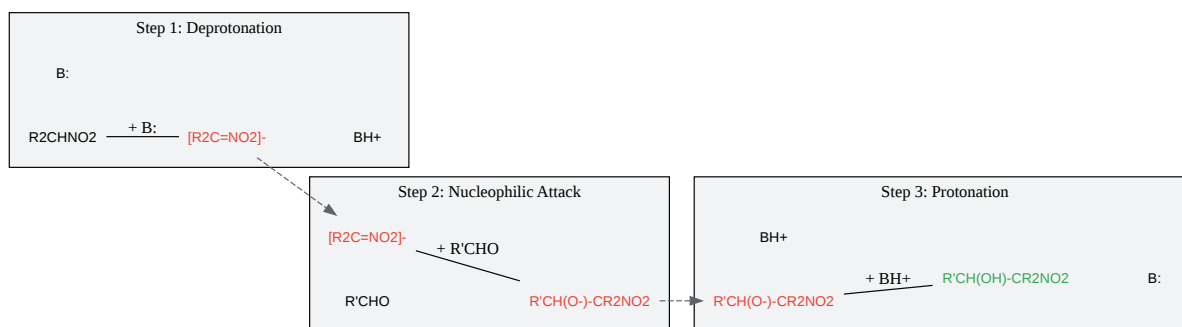 Step 1: Deprotonation
B:
R2CHNO2
+ B:
[R2C=NO2]-
BH+
Step 2: Nucleophilic Attack
[R2C=NO2]-
+ R'CHO
R'CHO
R'CH(O-)-CR2NO2
Step 3: Protonation
BH+
R'CH(O-)-CR2NO2
+ BH+
R'CH(OH)-CR2NO2
B: